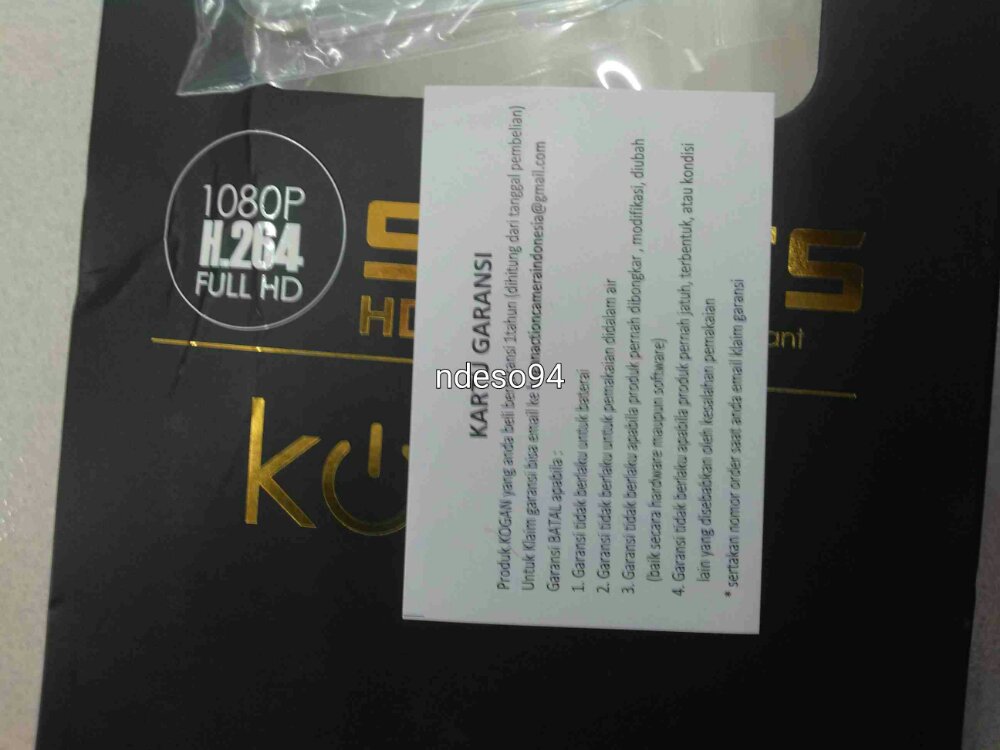 1080P
H.264
FULL HD
HD
ant
KO
KARTU GARANSI
Produk KOGAN yang anda beli bergaransi 1tahun (dihitung dari tanggal pembelian)
Untuk Klaim garansi bisa email ke actioncameraindonesia@gmail.com
Garansi BATAL apabila :
1. Garansi tidak berlaku untuk baterai
2. Garansi tidak berlaku untuk pemakaian didalam air
3. Garansi tidak berlaku apabila produk pernah dibongkar , modifikasi, diubah
(baik secara hardware maupun software)
4. Garansi tidak berlaku apabila produk pernah jatuh, terbentuk, atau kondisi
lain yang disebabkan oleh kesalahan pemakaian
* sertakan nomor order saat anda email klaim garansi
ndeso94